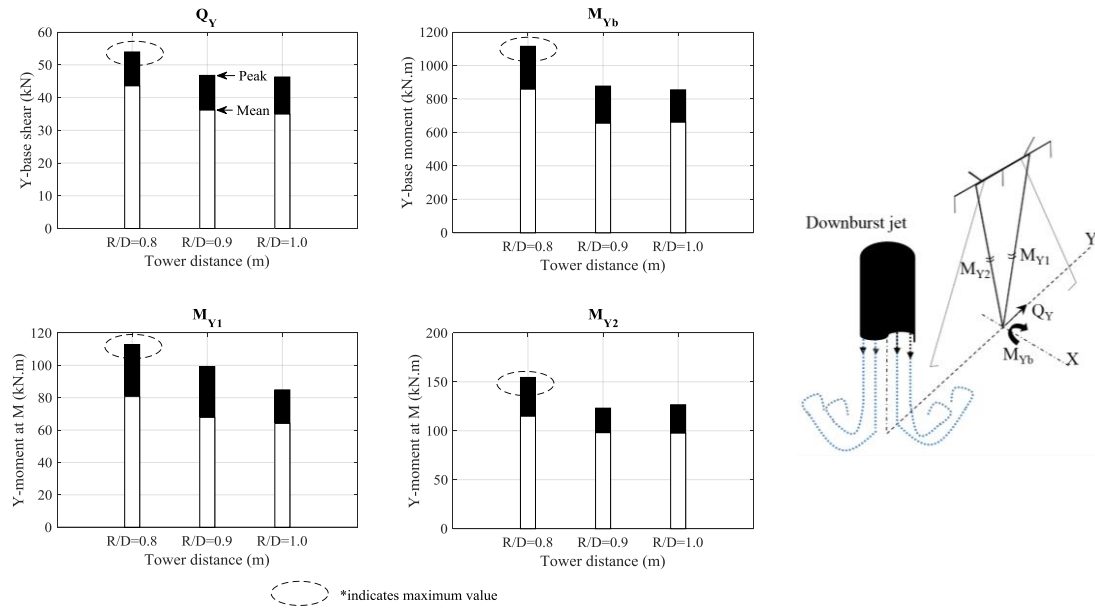 Q_Y
60
50
40
30
20
10
0
Y-base shear (kN)
Peak
Mean
R/D=0.8 R/D=0.9 R/D=1.0
Tower distance (m)
M_Yb
1200
1000
800
600
400
200
0
Y-base moment (kN.m)
R/D=0.8 R/D=0.9 R/D=1.0
Tower distance (m)
M_Y1
120
100
80
60
40
20
0
Y-moment at M (kN.m)
R/D=0.8 R/D=0.9 R/D=1.0
Tower distance (m)
M_Y2
200
150
100
50
0
Y-moment at M (kN.m)
R/D=0.8 R/D=0.9 R/D=1.0
Tower distance (m)
Downburst jet
Y
M_Y2 M_Y1
Q_Y
M_Yb X
*indicates maximum value